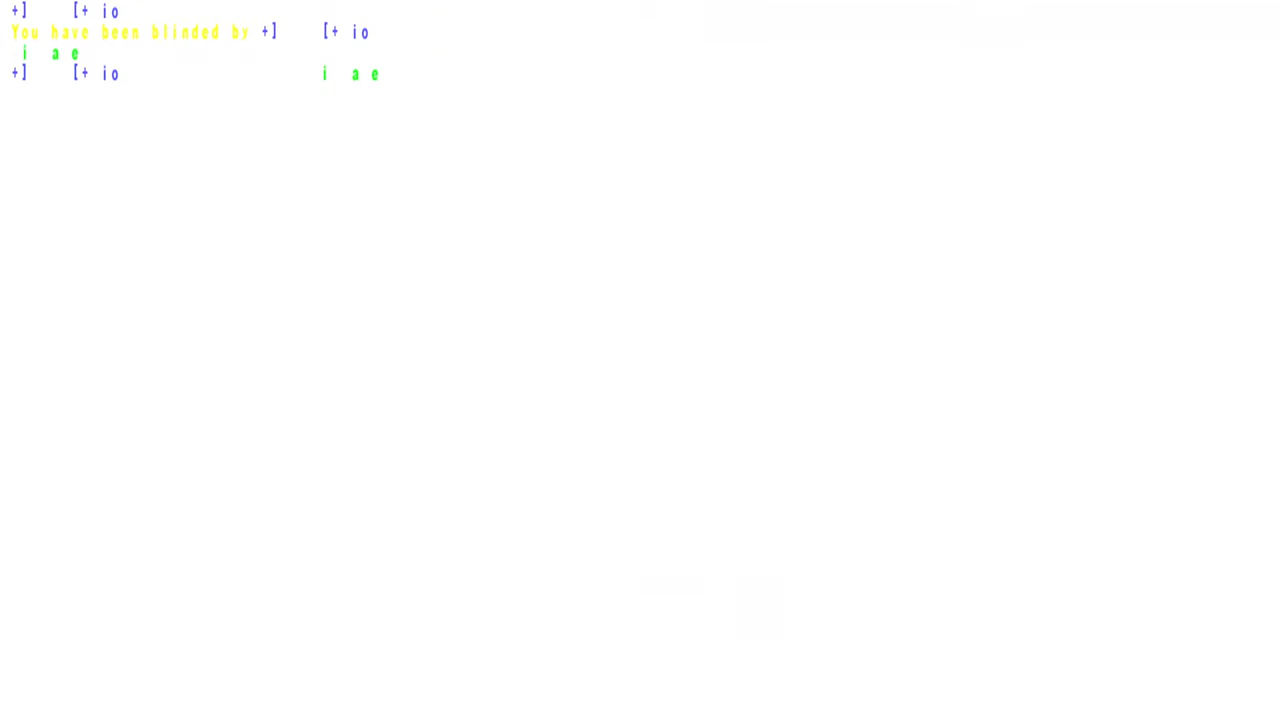 +] [+ io
You have been blinded by +] [+ io
i a e
+] [+ io i a e